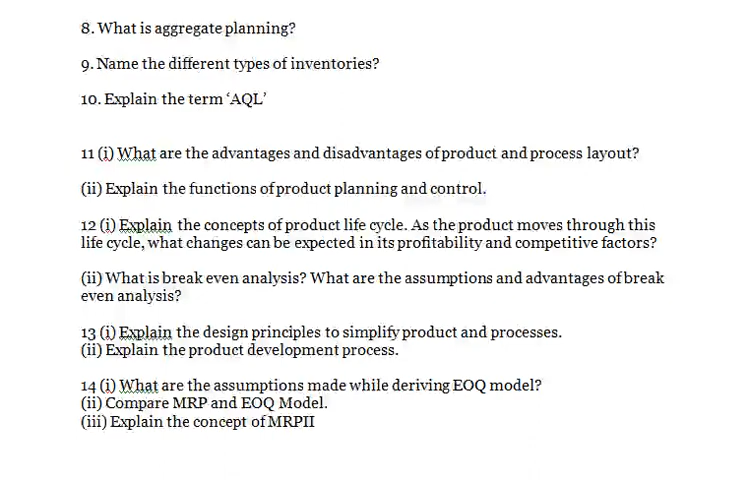 8. What is aggregate planning?
9. Name the different types of inventories?
10. Explain the term ‘AQL’
11 (i) What are the advantages and disadvantages of product and process layout?
(ii) Explain the functions of product planning and control.
12 (i) Explain the concepts of product life cycle. As the product moves through this
life cycle, what changes can be expected in its profitability and competitive factors?
(ii) What is break even analysis? What are the assumptions and advantages of break
even analysis?
13 (i) Explain the design principles to simplify product and processes.
(ii) Explain the product development process.
14 (i) What are the assumptions made while deriving EOQ model?
(ii) Compare MRP and EOQ Model.
(iii) Explain the concept of MRPII